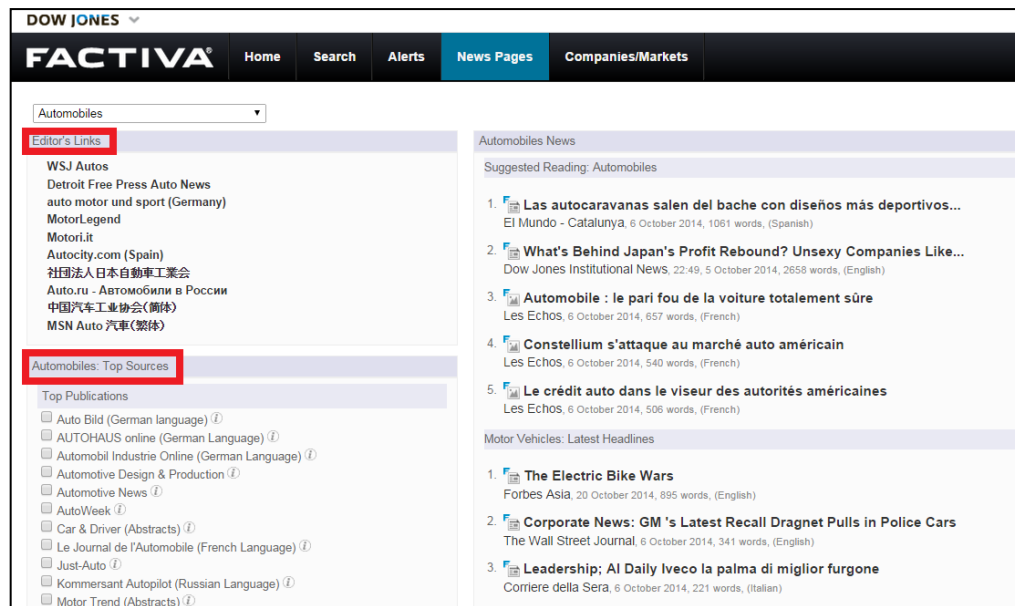 DOW JONES
FACTIVA®
Home Search Alerts News Pages Companies/Markets
Automobiles
Editor's Links
WSJ Autos
Detroit Free Press Auto News
auto motor und sport (Germany)
MotorLegend
Motori.it
Autocity.com (Spain)
社団法人日本自動車工業会
Auto.ru - Автомобили в России
中国汽车工业协会(简体)
MSN Auto 汽車(繁体)
Automobiles: Top Sources
Top Publications
Auto Bild (German language)
AUTOHAUS online (German Language)
Automobil Industrie Online (German Language)
Automotive Design & Production
Automotive News
AutoWeek
Car & Driver (Abstracts)
Le Journal de l'Automobile (French Language)
Just-Auto
Kommersant Autopilot (Russian Language)
Motor Trend (Abstracts)
Automobiles News
Suggested Reading: Automobiles
1. Las autocaravanas salen del bache con diseños más deportivos...
El Mundo - Catalunya, 6 October 2014, 1061 words, (Spanish)
2. What's Behind Japan's Profit Rebound? Unsexy Companies Like...
Dow Jones Institutional News, 22:49, 5 October 2014, 2658 words, (English)
3. Automobile : le pari fou de la voiture totalement sûre
Les Echos, 6 October 2014, 657 words, (French)
4. Constellium s'attaque au marché auto américain
Les Echos, 6 October 2014, 540 words, (French)
5. Le crédit auto dans le viseur des autorités américaines
Les Echos, 6 October 2014, 506 words, (French)
Motor Vehicles: Latest Headlines
1. The Electric Bike Wars
Forbes Asia, 20 October 2014, 895 words, (English)
2. Corporate News: GM 's Latest Recall Dragnet Pulls in Police Cars
The Wall Street Journal, 6 October 2014, 341 words, (English)
3. Leadership; Al Daily Iveco la palma di miglior furgone
Corriere della Sera, 6 October 2014, 221 words, (Italian)